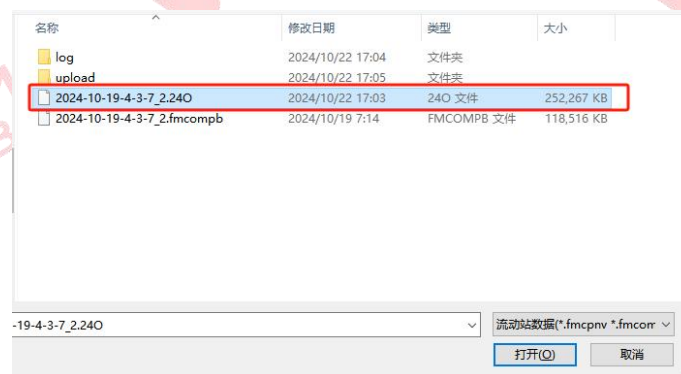 名称 修改日期 类型 大小
log 2024/10/22 17:04 文件夹
upload 2024/10/22 17:05 文件夹
2024-10-19-4-3-7_2.24O 2024/10/22 17:03 24O 文件 252,267 KB
2024-10-19-4-3-7_2.fmcompb 2024/10/19 7:14 FMCOMPB 文件 118,516 KB
-19-4-3-7_2.24O 流动站数据(*.fmcpnv *.fmcom
打开(O) 取消